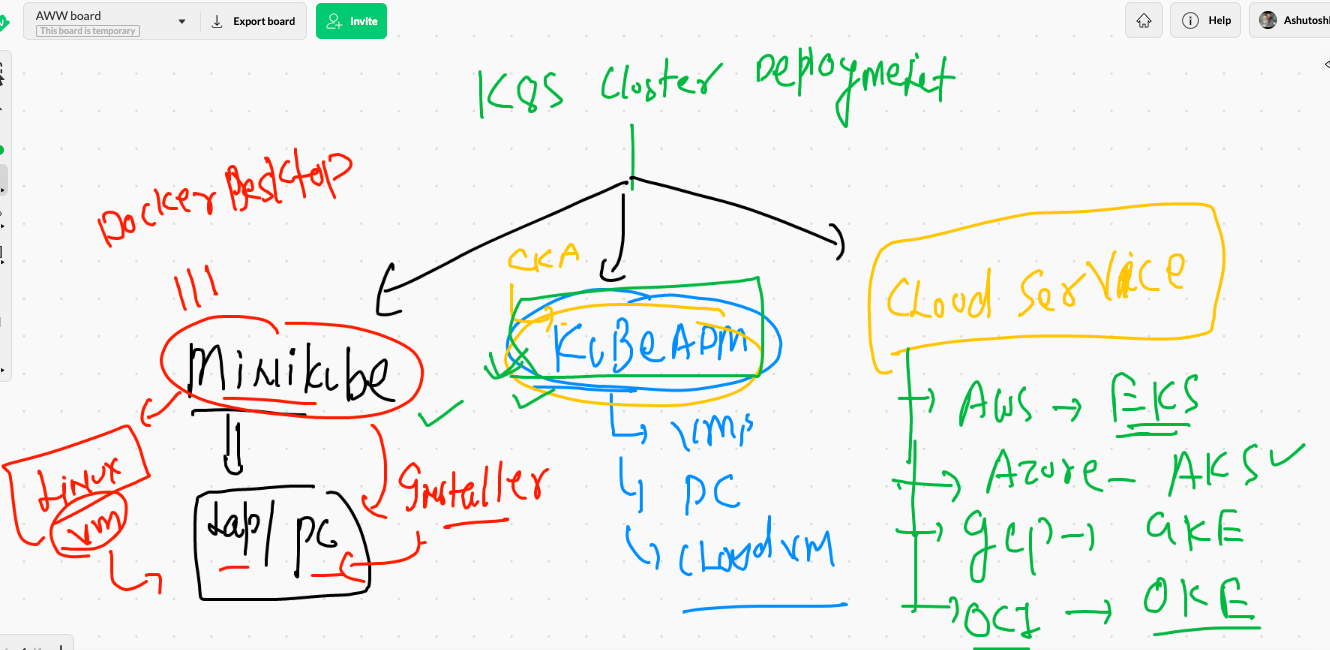 AWW board
This board is temporary
Export board
Invite
Help
Ashutosh
K8S Cluster Deployment
Docker Desktop
CKA
Minikube
KuBeADM
CLoud SerVice
Linux
VM
Installer
Lap/PC
VMs
PC
CLoud VM
AWS → EKS
Azure – AKS
gcp → GKE
OCI → OKE